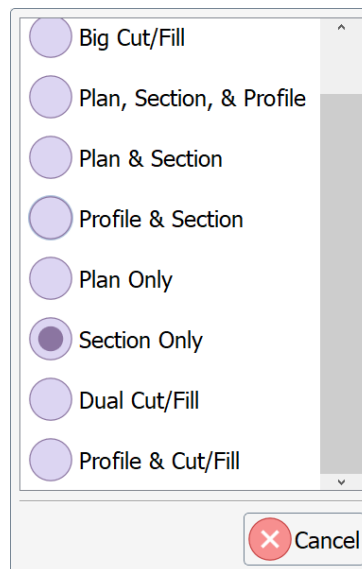 Big Cut/Fill
Plan, Section, & Profile
Plan & Section
Profile & Section
Plan Only
Section Only
Dual Cut/Fill
Profile & Cut/Fill
Cancel